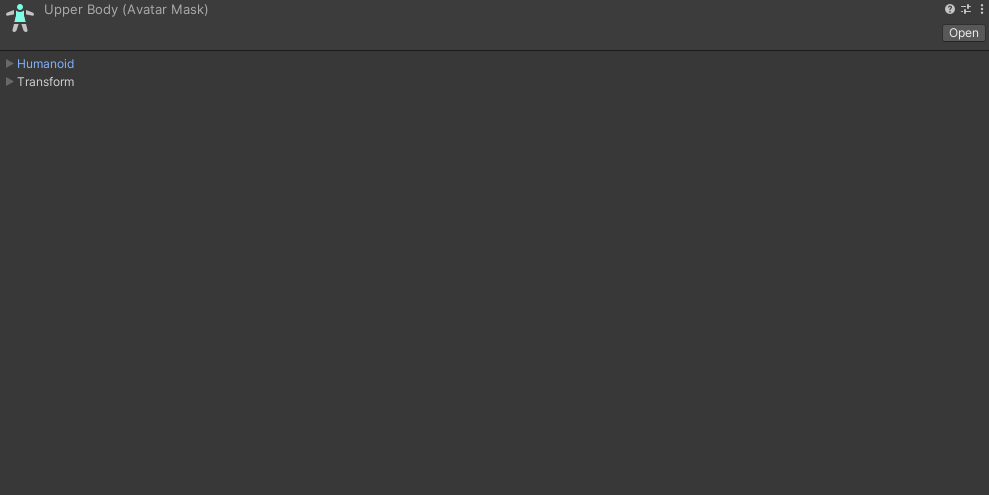 Upper Body (Avatar Mask)
Open
Humanoid
Transform